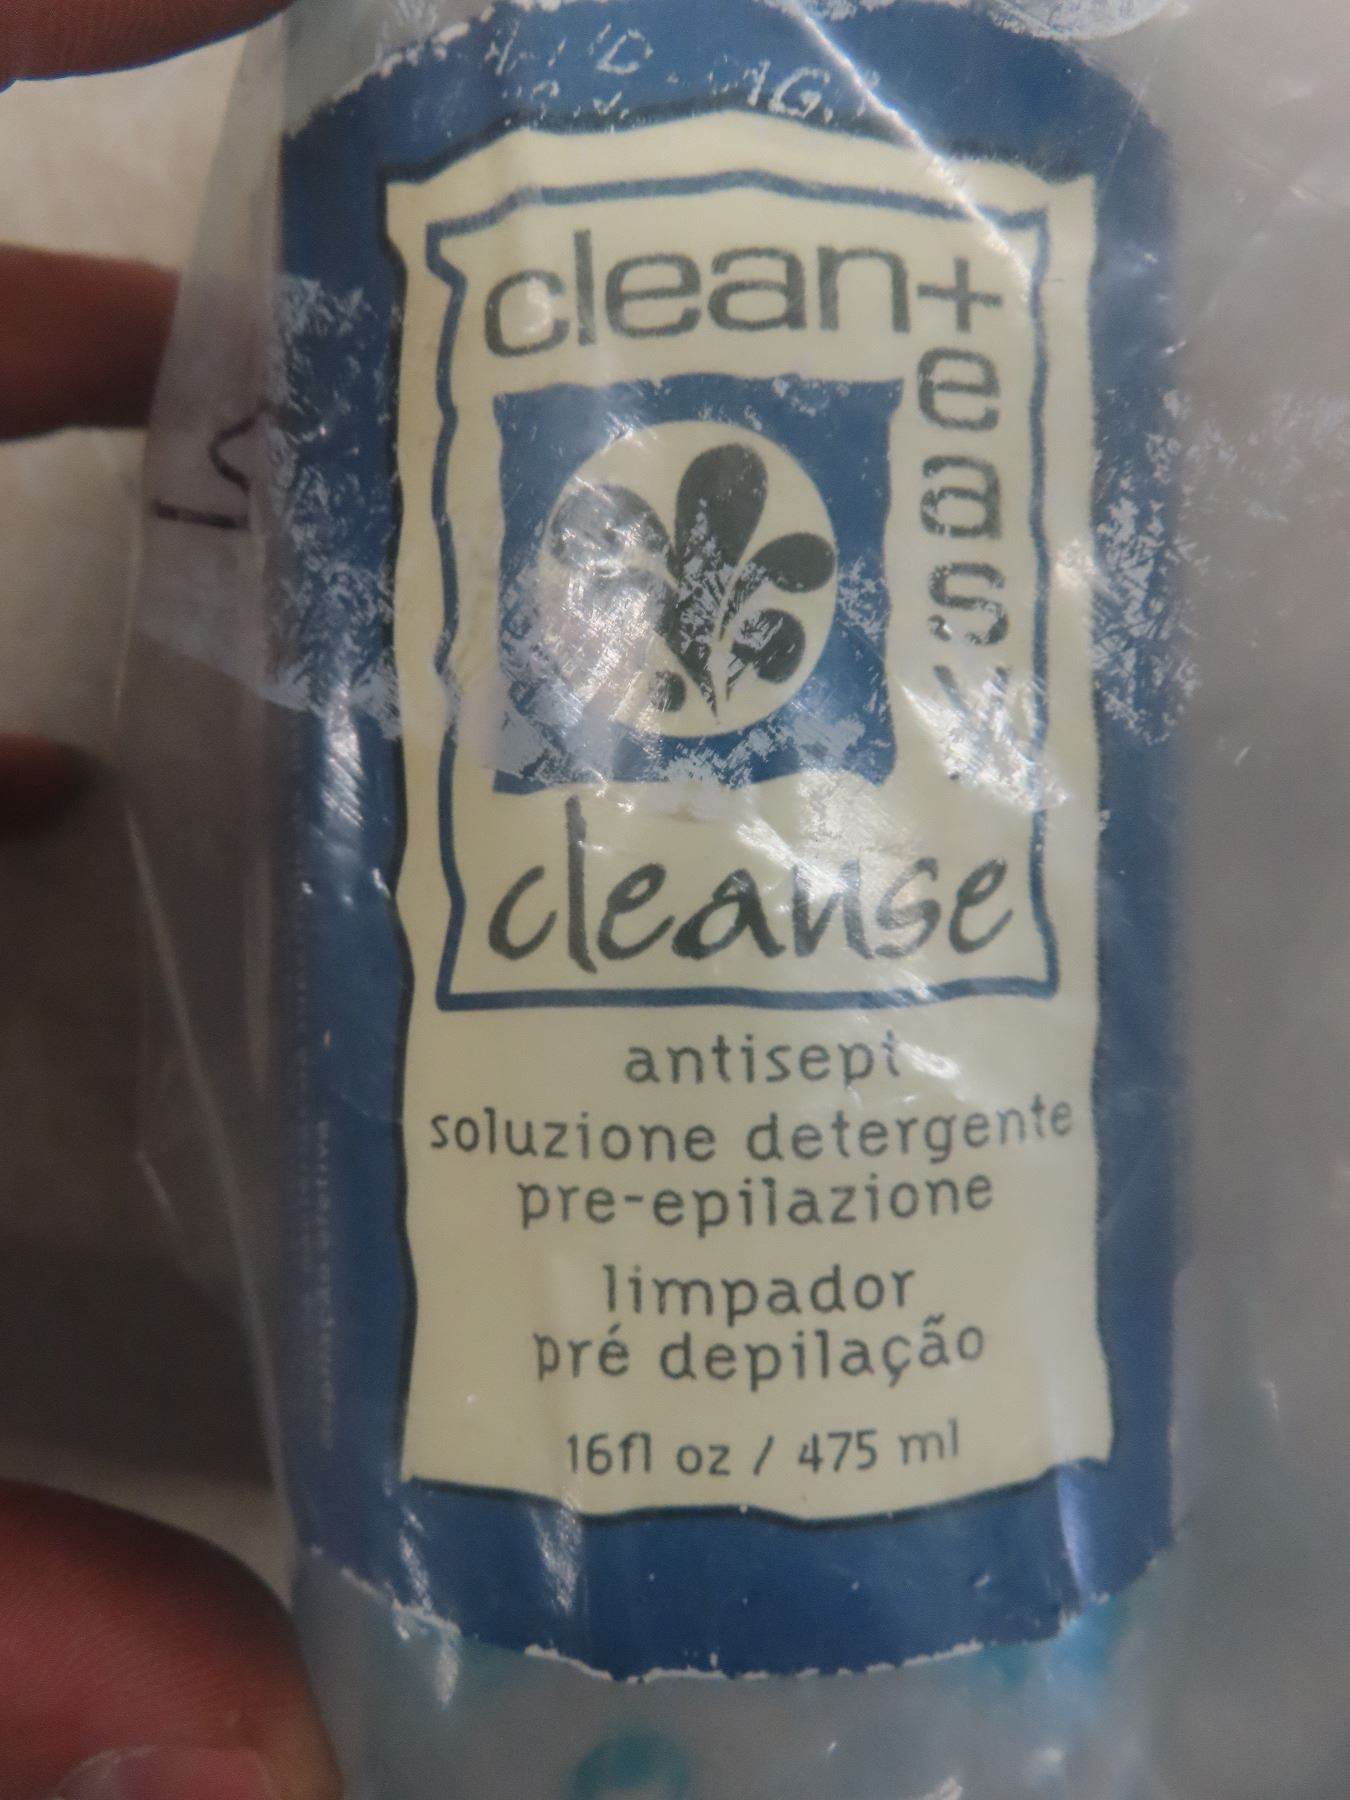 clean+
easy
cleanse
antisept
soluzione detergente
pre-epilazione
limpador
pré depilação
16fl oz / 475 ml